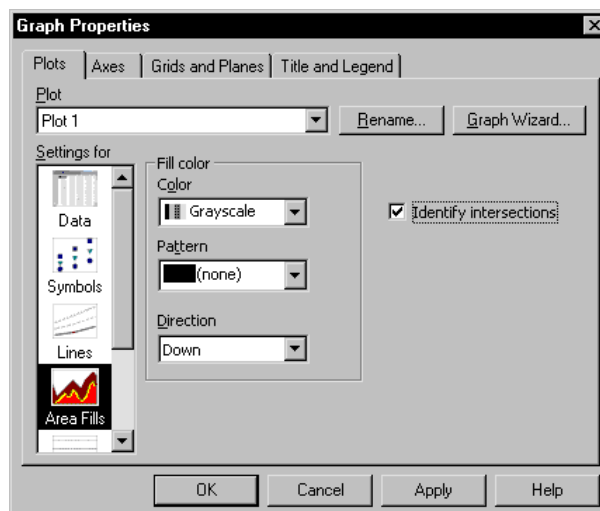 Graph Properties
Plots Axes Grids and Planes Title and Legend
Plot
Plot 1
Rename...
Graph Wizard...
Settings for
Data
Symbols
Lines
Area Fills
Fill color
Color
Grayscale
Pattern
(none)
Direction
Down
Identify intersections
OK Cancel Apply Help